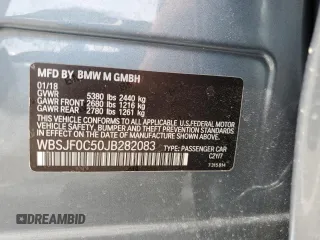 MFD BY BMW M GMBH
01/18
GVWR 5380 lbs 2440 kg
GAWR FRONT 2680 lbs 1216 kg
GAWR REAR 2780 lbs 1261 kg
THIS VEHICLE CONFORMS TO ALL APPLICABLE U.S.FEDERAL MOTOR
VEHICLE SAFETY, BUMPER, AND THEFT PREVENTION STANDARDS
IN EFFECT ON THE DATE OF MANUFACTURE SHOWN ABOVE.
WBSJF0C50JB282083
PASSENGER CAR
DREAMBID